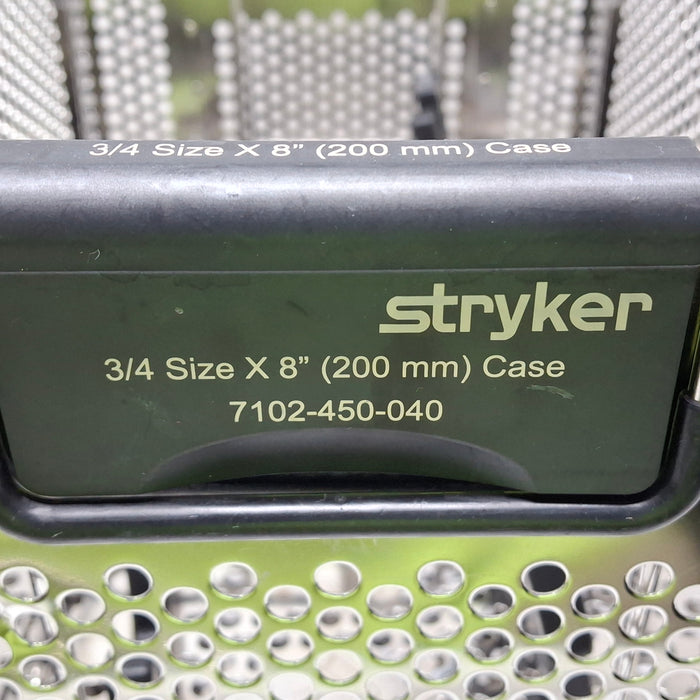 3/4 Size X 8” (200 mm) Case
stryker
3/4 Size X 8” (200 mm) Case
7102-450-040